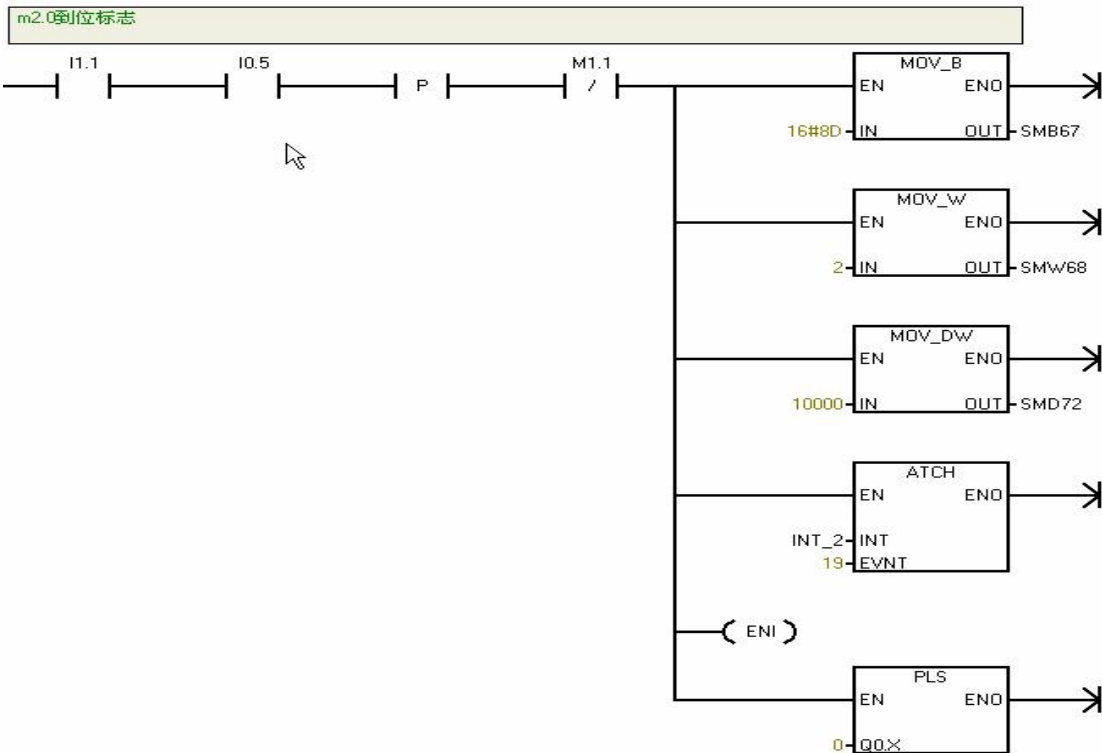 m2.0到位标志
I1.1 I0.5 P M1.1 /
MOV_B
EN ENO
16#8D IN OUT SMB67
MOV_W
EN ENO
2 IN OUT SMW68
MOV_DW
EN ENO
10000 IN OUT SMD72
ATCH
EN ENO
INT_2 INT
19 EVNT
ENI
PLS
EN ENO
0 Q0.X